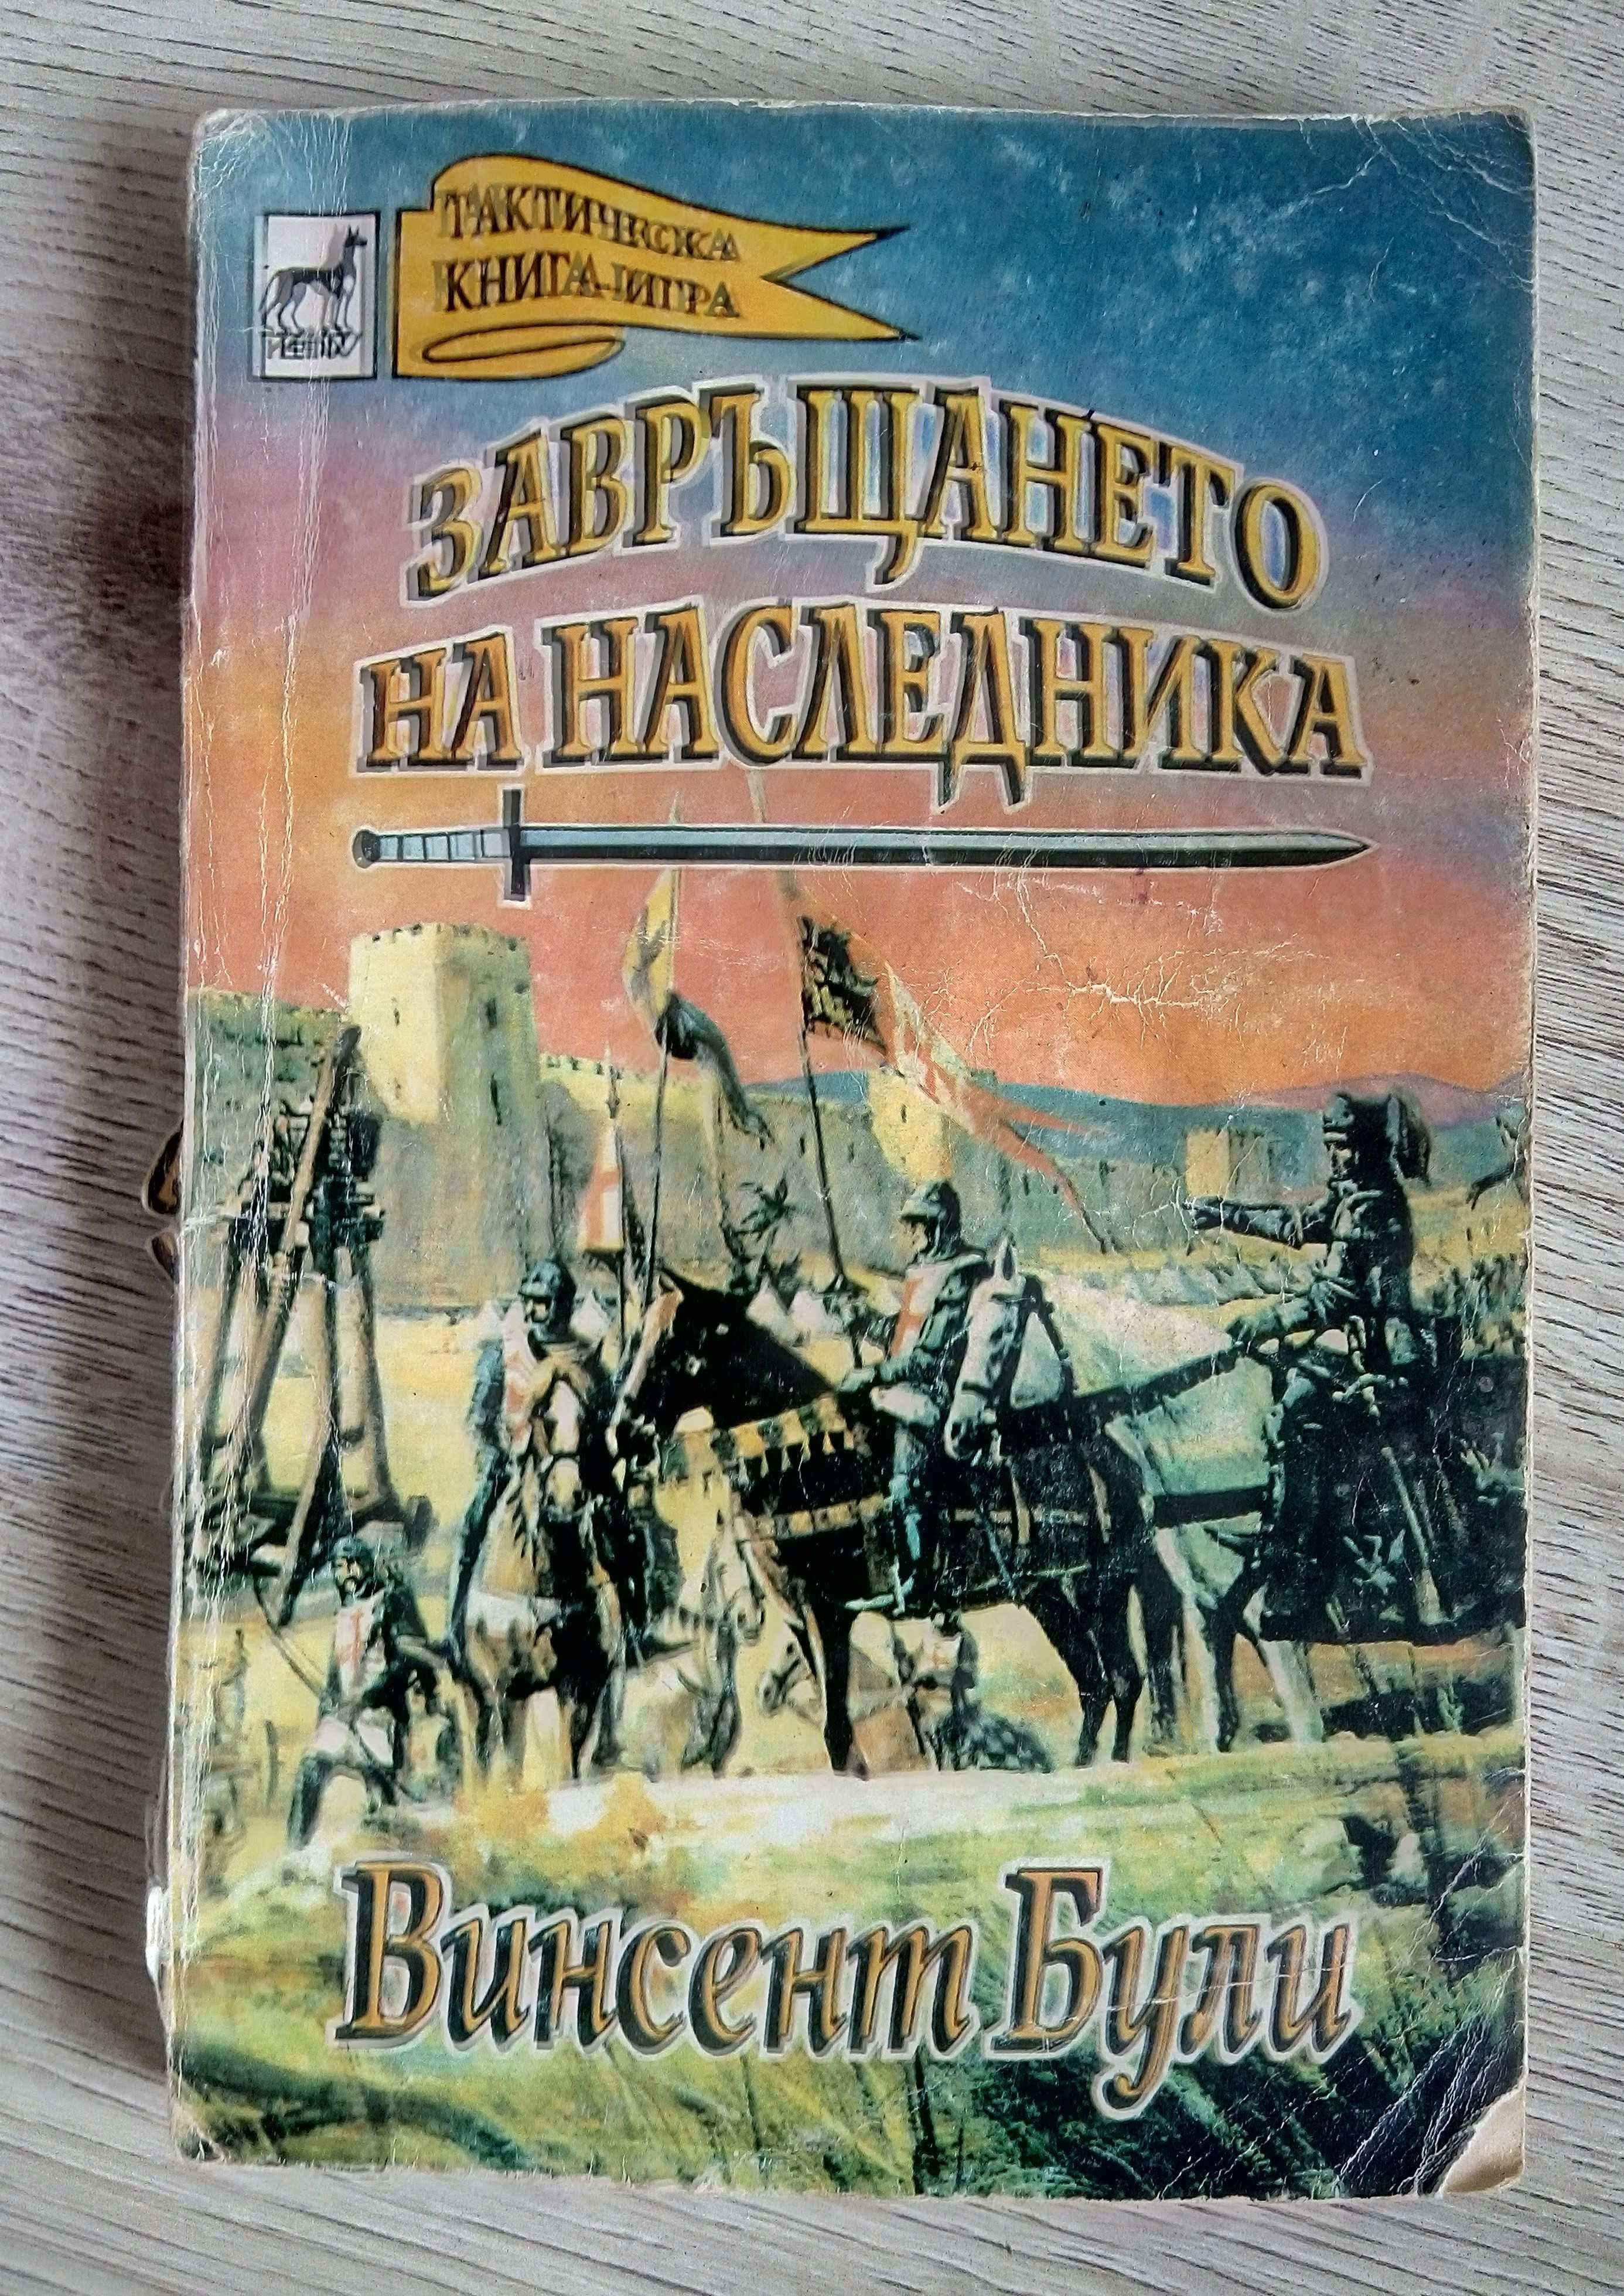 ТАКТИЧЕСКА
КНИГА-ИГРА
ЗАВРЪЩАНЕТО
НА НАСЛЕДНИКА
Винсент Були